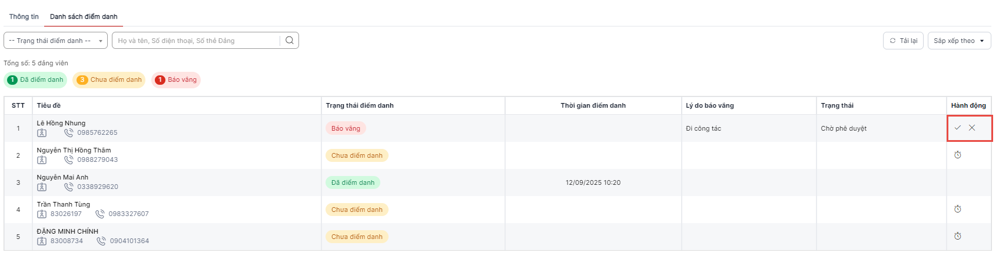 Thông tin Danh sách điểm danh
-- Trạng thái điểm danh -- Họ và tên, Số điện thoại, Số thẻ Đảng Tải lại Sắp xếp theo
Tổng số: 5 đảng viên
1 Đã điểm danh 3 Chưa điểm danh 1 Báo vắng
STT Tiêu đề Trạng thái điểm danh Thời gian điểm danh Lý do báo vắng Trạng thái Hành động
1 Lê Hồng Nhung 0985762265 Báo vắng Đi công tác Chờ phê duyệt
2 Nguyễn Thị Hồng Thắm 0988279043 Chưa điểm danh
3 Nguyễn Mai Anh 0338929620 Đã điểm danh 12/09/2025 10:20
4 Trần Thanh Tùng 83026197 0983327607 Chưa điểm danh
5 ĐẶNG MINH CHÍNH 83008734 0904101364 Chưa điểm danh